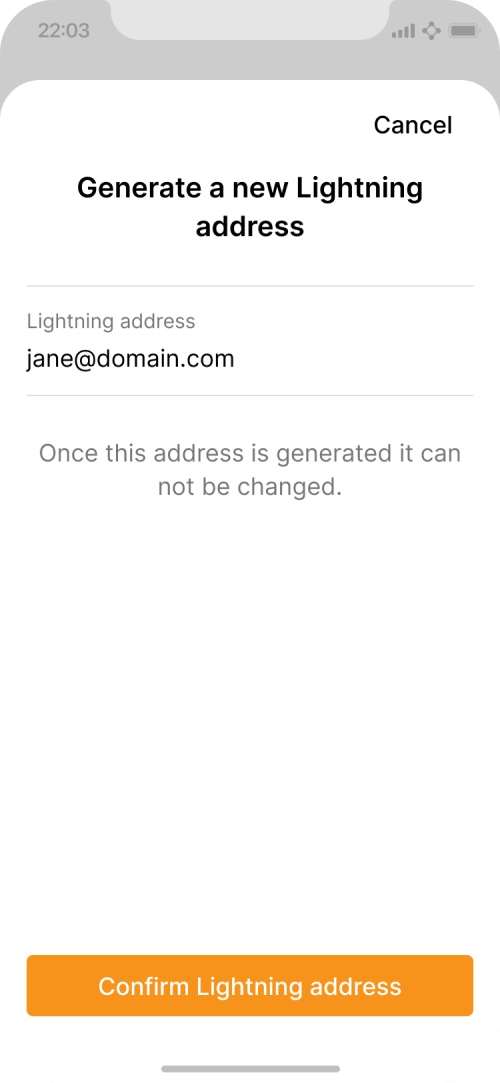 22:03
Cancel
Generate a new Lightning
address
Lightning address
jane@domain.com
Once this address is generated it can
not be changed.
Confirm Lightning address